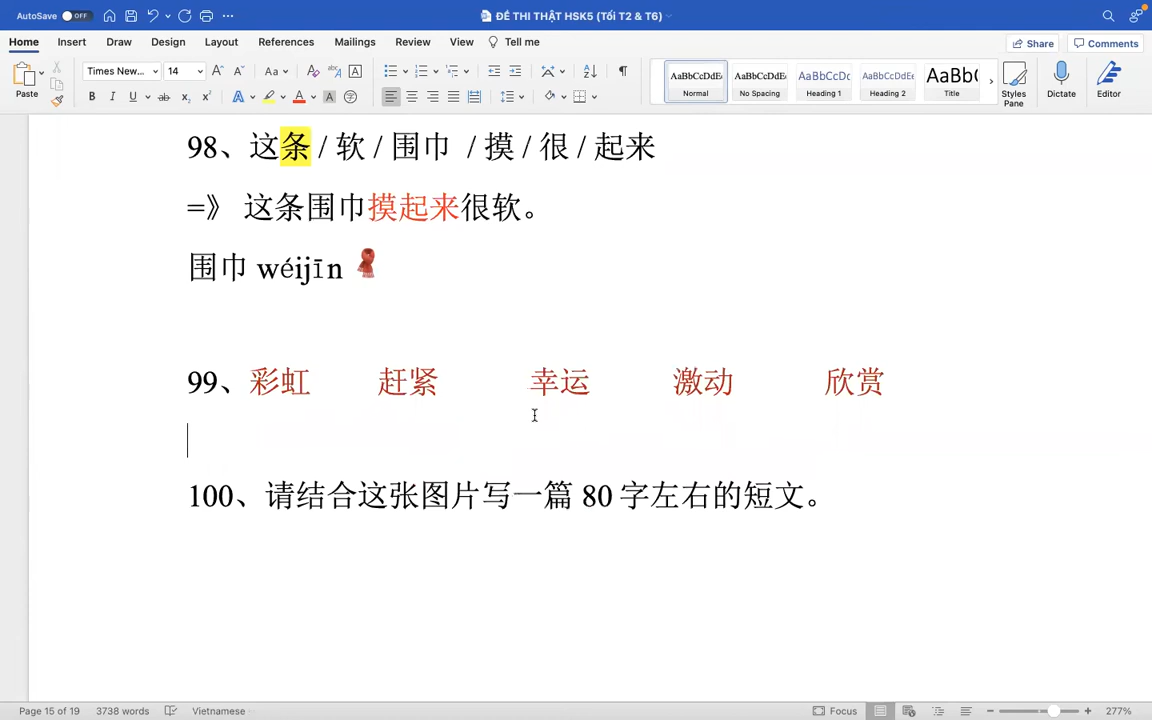 AutoSave OFF ĐỀ THI THẬT HSK5 (Tối T2 & T6)
Home Insert Draw Design Layout References Mailings Review View Tell me Share Comments
Paste Times New... 14 Aa AaBbCcDdEe AaBbCcDdEe AaBbCcDc AaBbCcDdEe AaBb(
Normal No Spacing Heading 1 Heading 2 Title Styles Pane Dictate Editor
98、这条 / 软 / 围巾 / 摸 / 很 / 起来
=》 这条围巾摸起来很软。
围巾 wéijīn
99、彩虹 赶紧 幸运 激动 欣赏
100、请结合这张图片写一篇 80 字左右的短文。
Page 15 of 19 3738 words Vietnamese Focus 277%